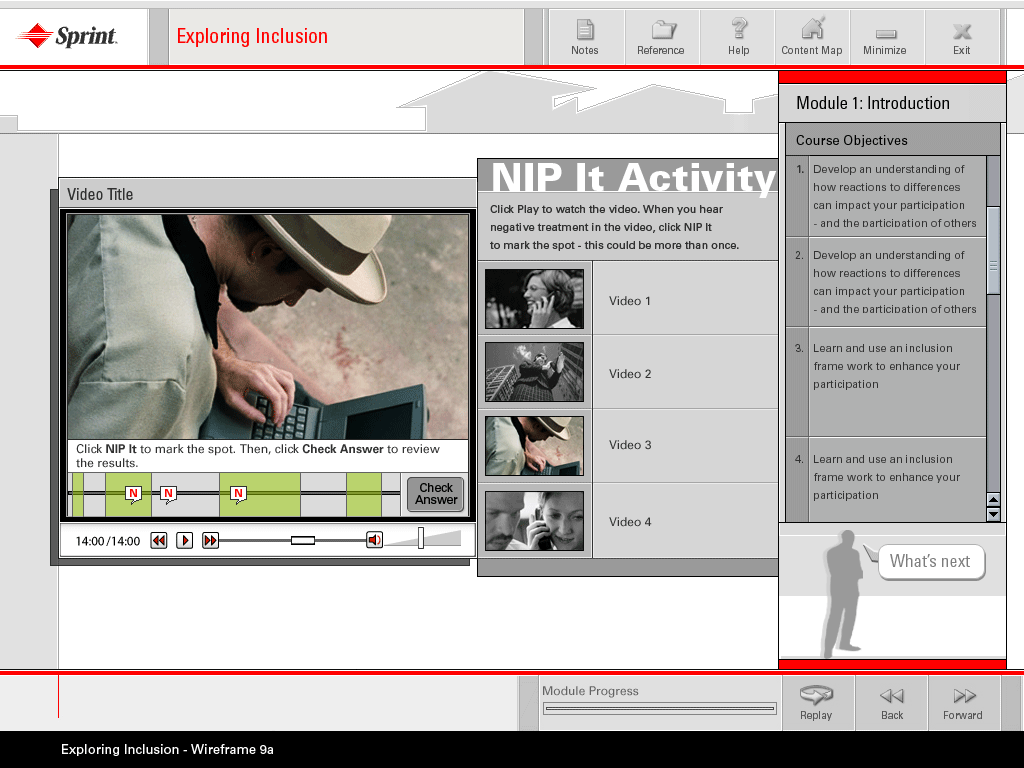 Sprint.
Exploring Inclusion
Notes
Reference
Help
Content Map
Minimize
Exit
Module 1: Introduction
Course Objectives
1. Develop an understanding of
how reactions to differences
can impact your participation
- and the participation of others
2. Develop an understanding of
how reactions to differences
can impact your participation
- and the participation of others
3. Learn and use an inclusion
frame work to enhance your
participation
4. Learn and use an inclusion
frame work to enhance your
participation
What's next
Video Title
Click NIP It to mark the spot. Then, click Check Answer to review
the results.
N
N
N
Check
Answer
14:00/14:00
NIP It Activity
Click Play to watch the video. When you hear
negative treatment in the video, click NIP It
to mark the spot - this could be more than once.
Video 1
Video 2
Video 3
Video 4
Module Progress
Replay
Back
Forward
Exploring Inclusion - Wireframe 9a